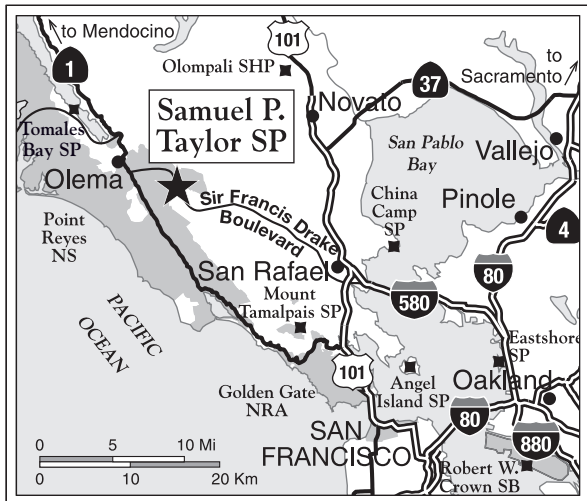 to Mendocino
101
to
Sacramento
1
Olompali SHP
37
Samuel P.
Taylor SP
Novato
Tomales
Bay SP
San Pablo
Bay
Vallejo
Olema
China
Camp
SP
Pinole
Sir Francis Drake
Boulevard
Point
Reyes
NS
4
San Rafael
80
580
Mount
Tamalpais SP
PACIFIC
OCEAN
Eastshore
SP
101
Angel
Island SP
Oakland
Golden Gate
NRA
80
SAN
FRANCISCO
880
Robert W.
Crown SB
0 5 10 Mi
0 10 20 Km